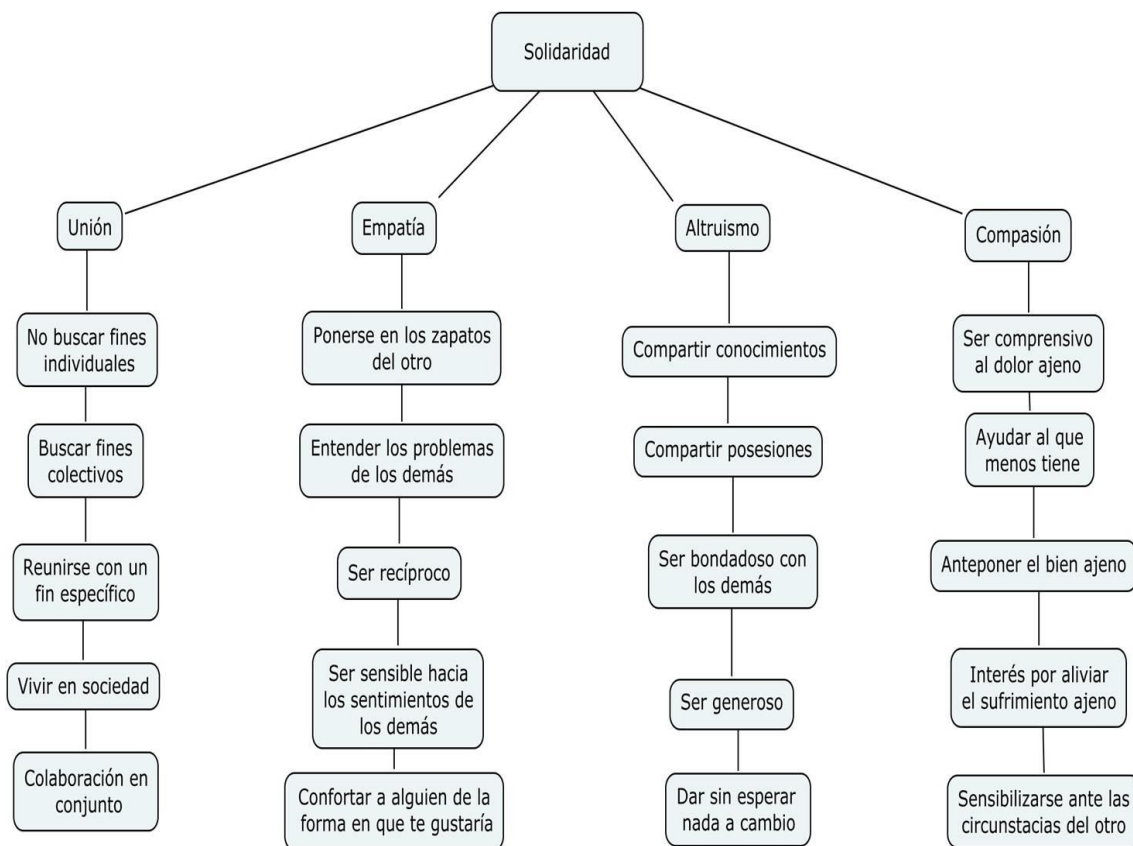 Solidaridad
Unión
No buscar fines
individuales
Buscar fines
colectivos
Reunirse con un
fin específico
Vivir en sociedad
Colaboración en
conjunto
Empatía
Ponerse en los zapatos
del otro
Entender los problemas
de los demás
Ser recíproco
Ser sensible hacia
los sentimientos de
los demás
Confortar a alguien de la
forma en que te gustaría
Altruismo
Compartir conocimientos
Compartir posesiones
Ser bondadoso con
los demás
Ser generoso
Dar sin esperar
nada a cambio
Compasión
Ser comprensivo
al dolor ajeno
Ayudar al que
menos tiene
Anteponer el bien ajeno
Interés por aliviar
el sufrimiento ajeno
Sensibilizarse ante las
circunstacias del otro